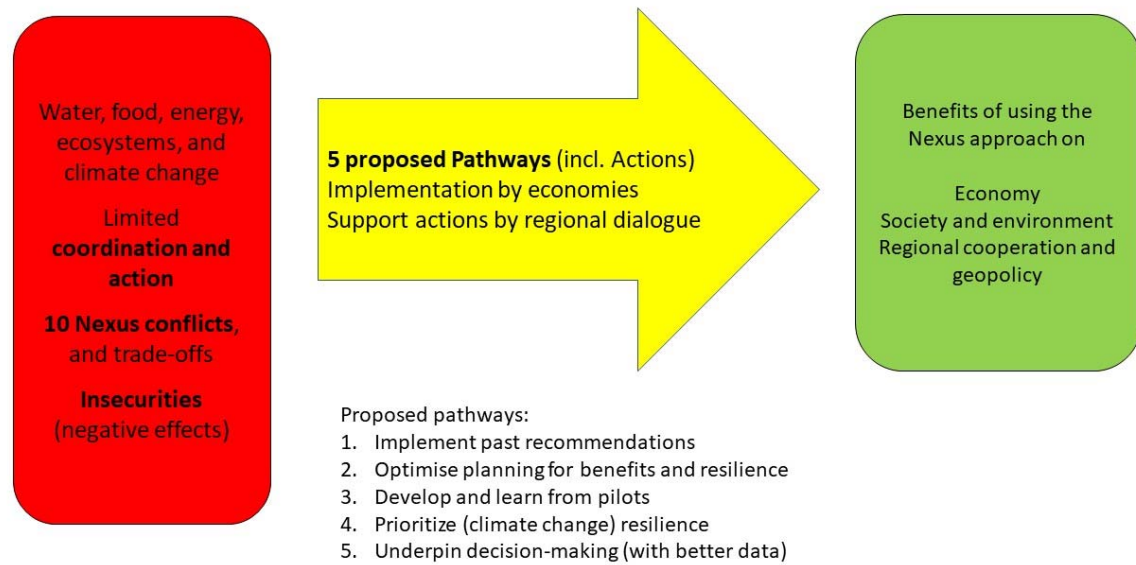 Water, food, energy,
ecosystems, and
climate change
Limited
coordination and
action
10 Nexus conflicts,
and trade-offs
Insecurities
(negative effects)
5 proposed Pathways (incl. Actions)
Implementation by economies
Support actions by regional dialogue
Benefits of using the
Nexus approach on
Economy
Society and environment
Regional cooperation and
geopolicy
Proposed pathways:
1. Implement past recommendations
2. Optimise planning for benefits and resilience
3. Develop and learn from pilots
4. Prioritize (climate change) resilience
5. Underpin decision-making (with better data)